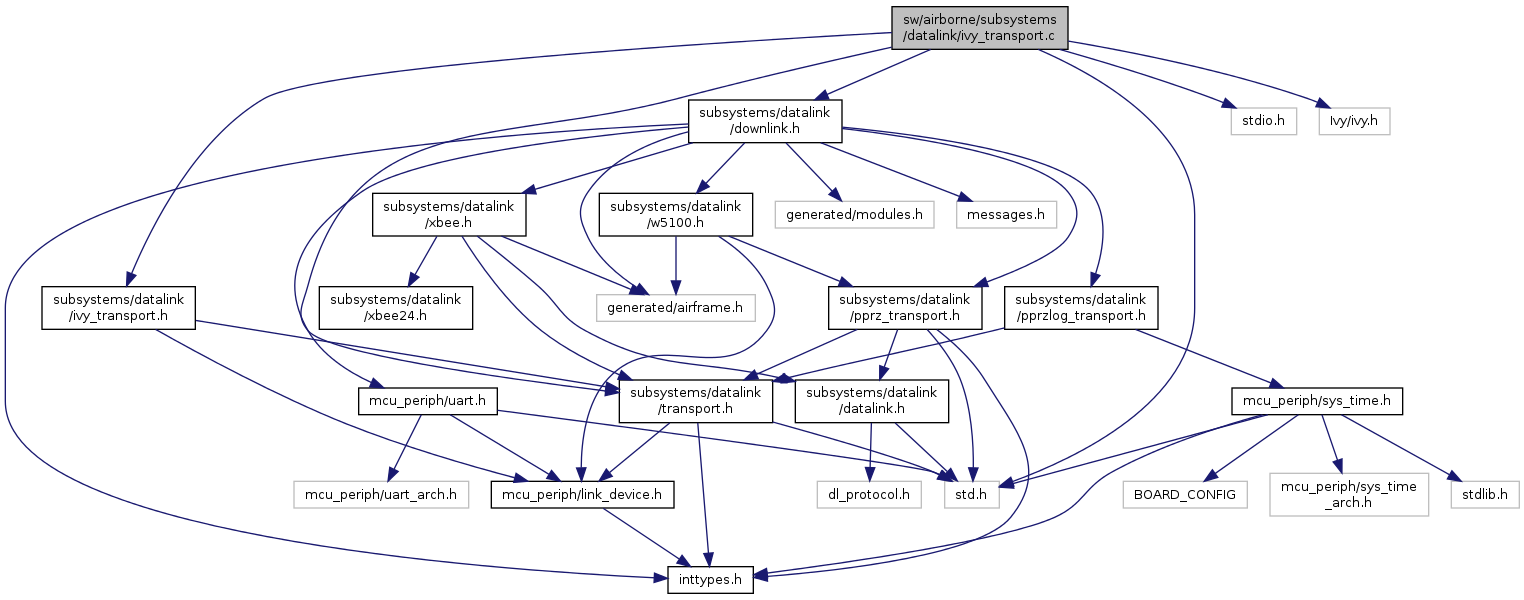 sw/airborne/subsystems
/datalink/ivy_transport.c
subsystems/datalink
/downlink.h
stdio.h
Ivy/ivy.h
subsystems/datalink
/xbee.h
subsystems/datalink
/w5100.h
generated/modules.h
messages.h
subsystems/datalink
/ivy_transport.h
subsystems/datalink
/xbee24.h
generated/airframe.h
subsystems/datalink
/pprz_transport.h
subsystems/datalink
/pprzlog_transport.h
mcu_periph/uart.h
subsystems/datalink
/transport.h
subsystems/datalink
/datalink.h
mcu_periph/sys_time.h
mcu_periph/uart_arch.h
mcu_periph/link_device.h
dl_protocol.h
std.h
BOARD_CONFIG
mcu_periph/sys_time
_arch.h
stdlib.h
inttypes.h